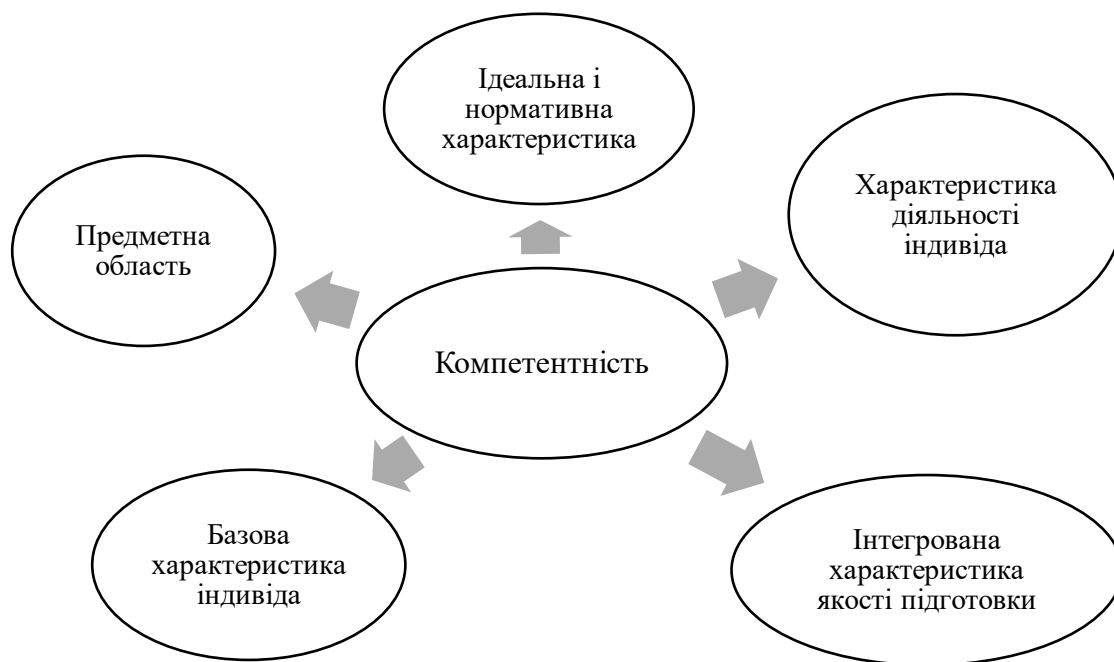 Ідеальна і
нормативна
характеристика
Характеристика
діяльності
індивіда
Предметна
область
Компетентність
Базова
характеристика
індивіда
Інтегрована
характеристика
якості підготовки